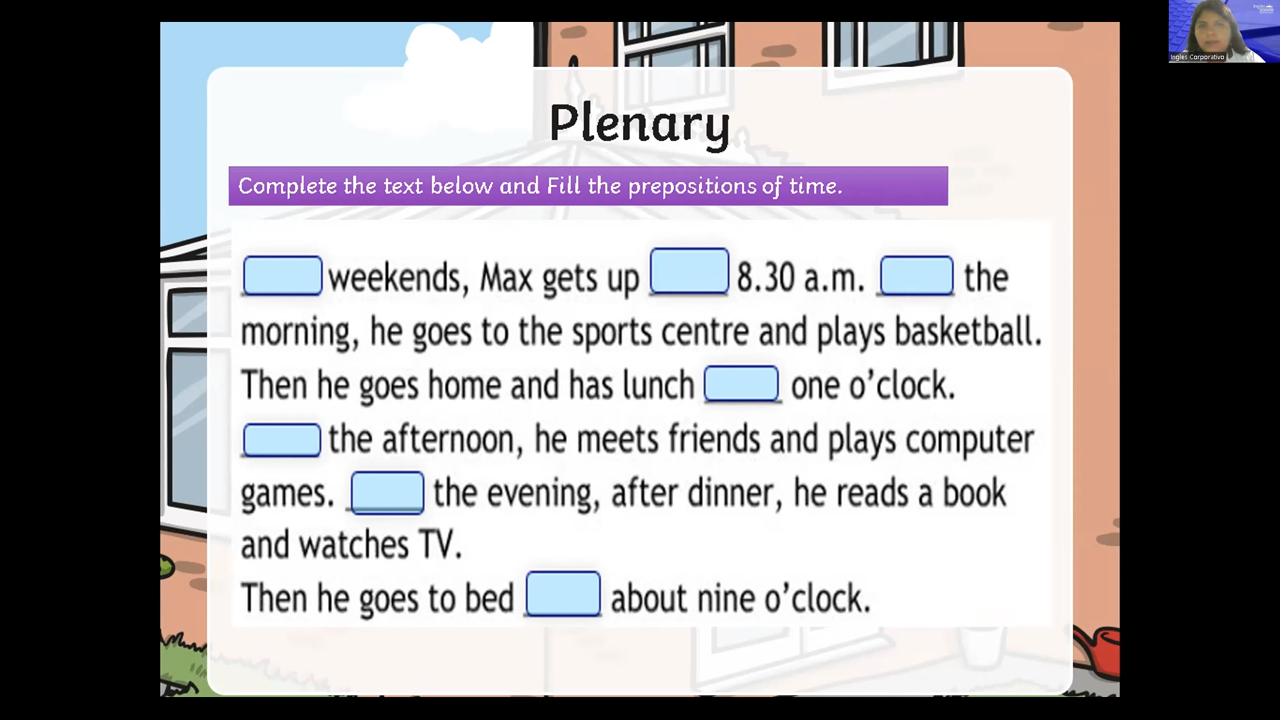 Plenary
Complete the text below and Fill the prepositions of time.
weekends, Max gets up 8.30 a.m. the
morning, he goes to the sports centre and plays basketball.
Then he goes home and has lunch one o'clock.
the afternoon, he meets friends and plays computer
games. the evening, after dinner, he reads a book
and watches TV.
Then he goes to bed about nine o'clock.
Ingles Corporativo